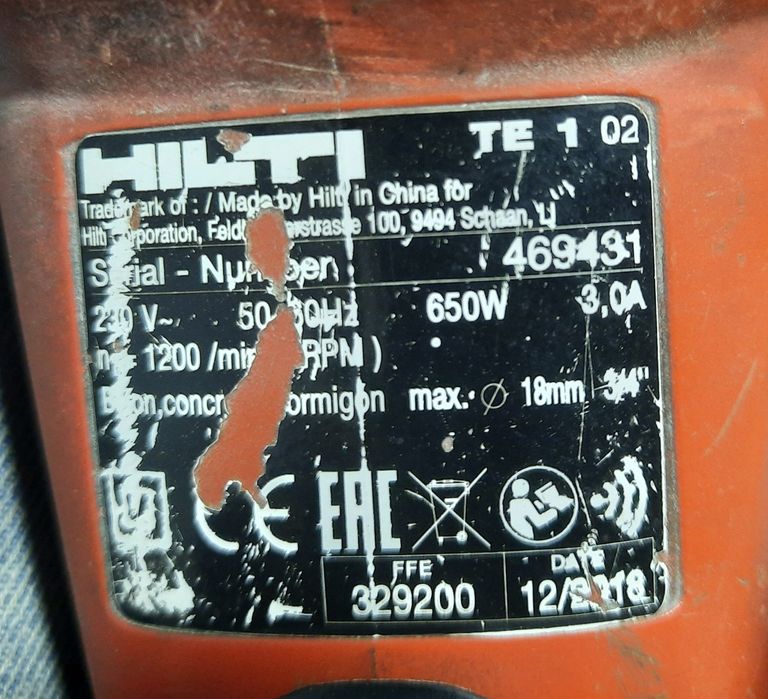 HILTI
TE 1 02
Trademark of : / Made by Hilti in China for
Hilti Corporation, 100, 9494 Schaan, LI
Serial - Number 469431
230 V~ 50-60Hz 650W 3,0A
1200 /min (RPM)
Beton, concrete, hormigón max. ⌀ 18mm 3/4"
CE EAC
FFE DATE
329200 12/2018